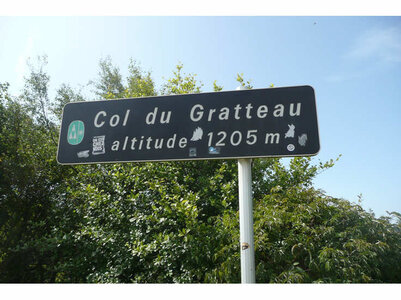 Col du Gratteau
altitude 1205 m